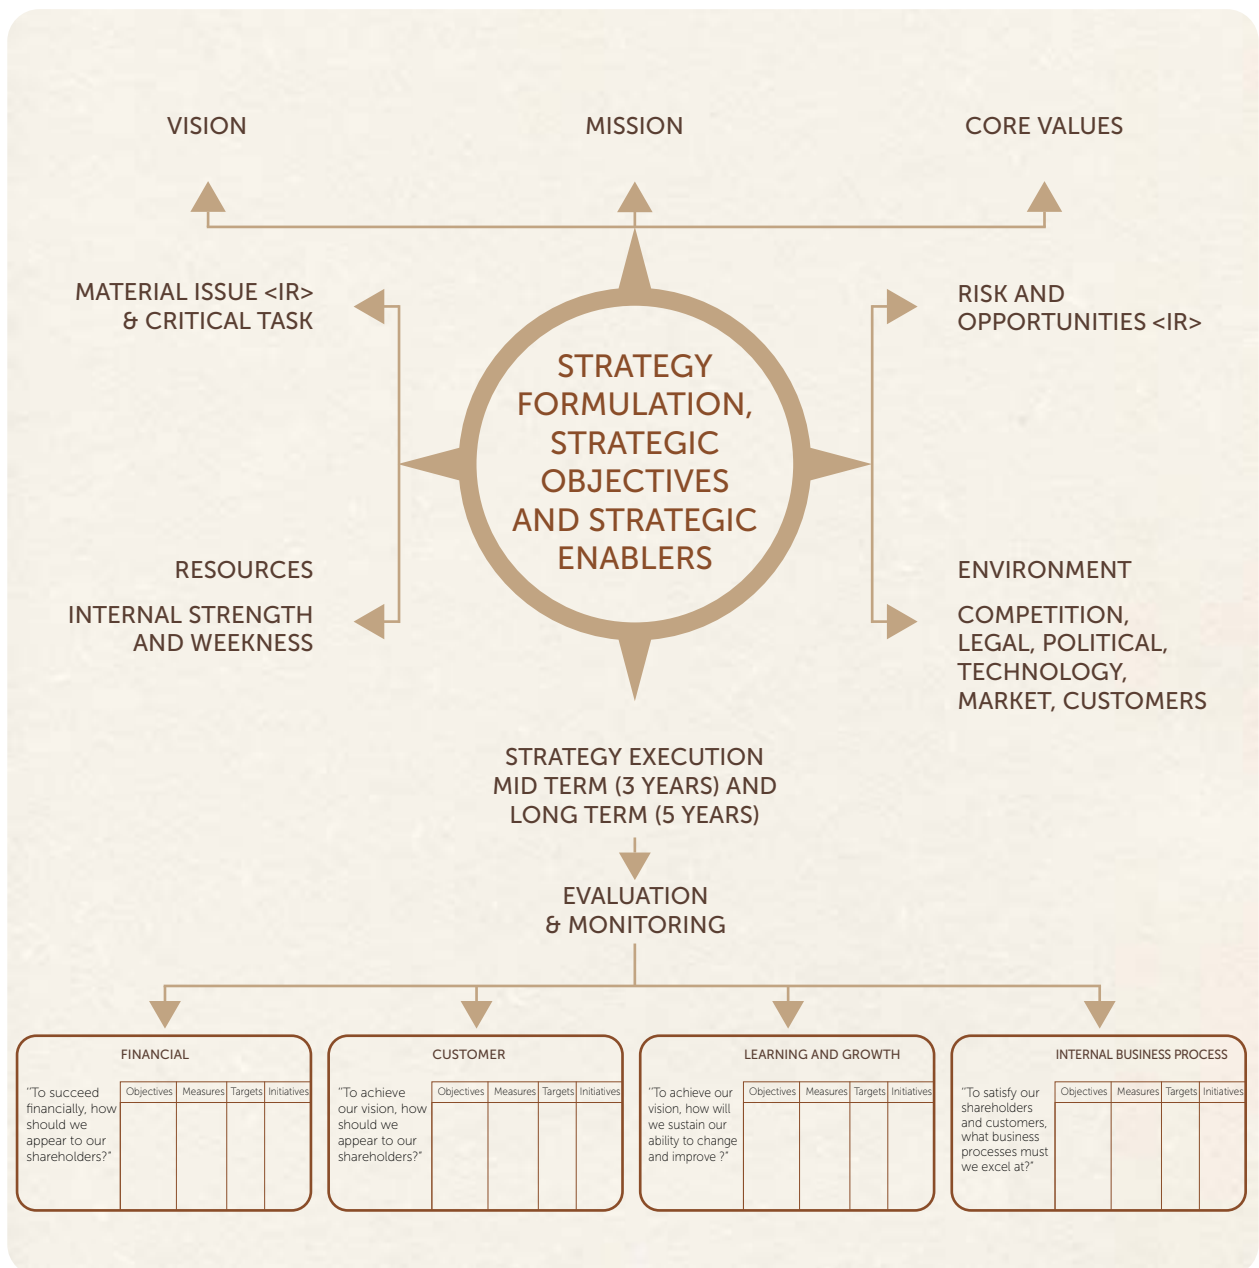 VISION
MISSION
CORE VALUES
MATERIAL ISSUE <IR>
& CRITICAL TASK
RISK AND
OPPORTUNITIES <IR>
STRATEGY
FORMULATION,
STRATEGIC
OBJECTIVES
AND STRATEGIC
ENABLERS
RESOURCES
INTERNAL STRENGTH
AND WEEKNESS
ENVIRONMENT
COMPETITION,
LEGAL, POLITICAL,
TECHNOLOGY,
MARKET, CUSTOMERS
STRATEGY EXECUTION
MID TERM (3 YEARS) AND
LONG TERM (5 YEARS)
EVALUATION
& MONITORING
FINANCIAL
"To succeed
financially, how
should we
appear to our
shareholders?"
Objectives Measures Targets Initiatives
CUSTOMER
"To achieve
our vision, how
should we
appear to our
shareholders?"
Objectives Measures Targets Initiatives
LEARNING AND GROWTH
"To achieve our
vision, how will
we sustain our
ability to change
and improve ?"
Objectives Measures Targets Initiatives
INTERNAL BUSINESS PROCESS
"To satisfy our
shareholders
and customers,
what business
processes must
we excel at?"
Objectives Measures Targets Initiatives